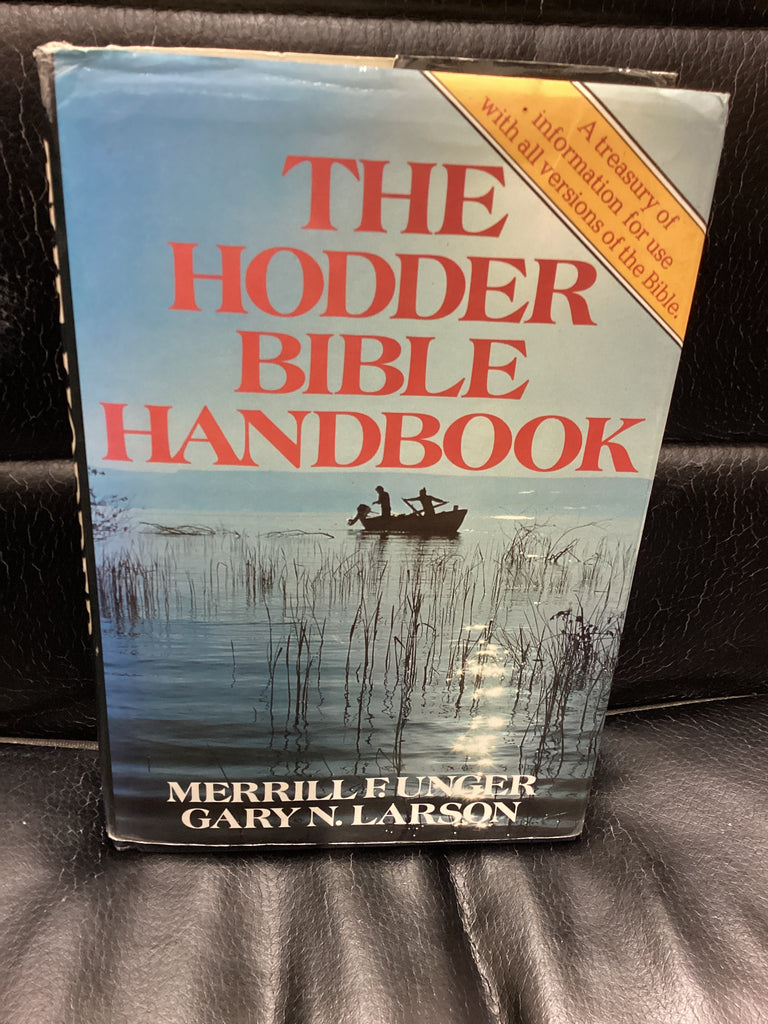 A treasury of
information for use
with all versions of the Bible.
THE
HODDER
BIBLE
HANDBOOK
MERRILL F. UNGER
GARY N. LARSON